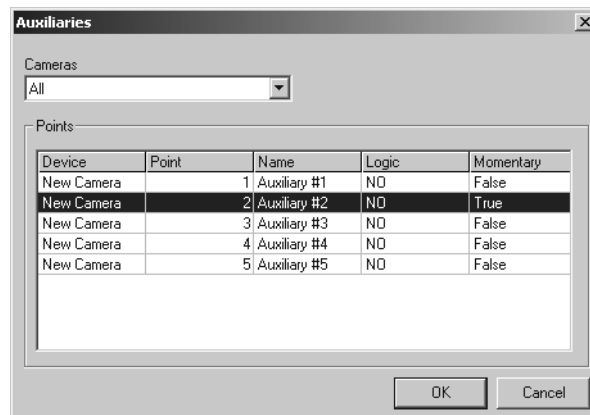 Auxiliaries
Cameras
All
Points
Device Point Name Logic Momentary
New Camera 1 Auxiliary #1 NO False
New Camera 2 Auxiliary #2 NO True
New Camera 3 Auxiliary #3 NO False
New Camera 4 Auxiliary #4 NO False
New Camera 5 Auxiliary #5 NO False
OK Cancel